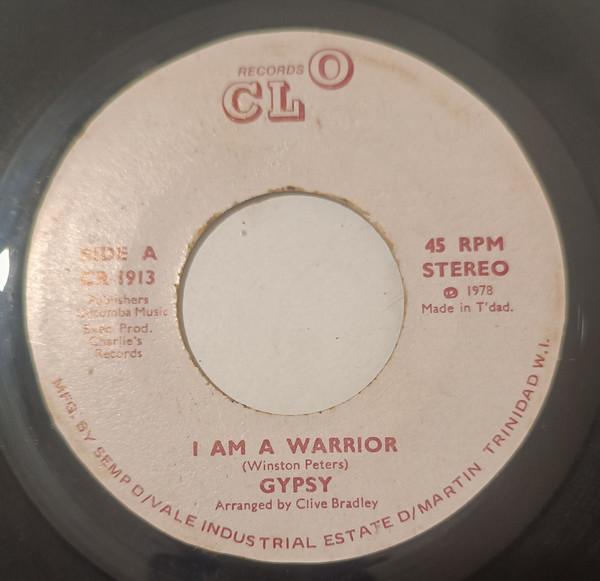 RECORDS
CLO
SIDE A
CR 1913
Publishers
Music
Exec. Prod.
Charlie's
Records
45 RPM
STEREO
℗ 1978
Made in T'dad.
I AM A WARRIOR
(Winston Peters)
GYPSY
Arranged by Clive Bradley
MFG. BY SEMP D/VALE INDUSTRIAL ESTATE D/MARTIN TRINIDAD W.I.